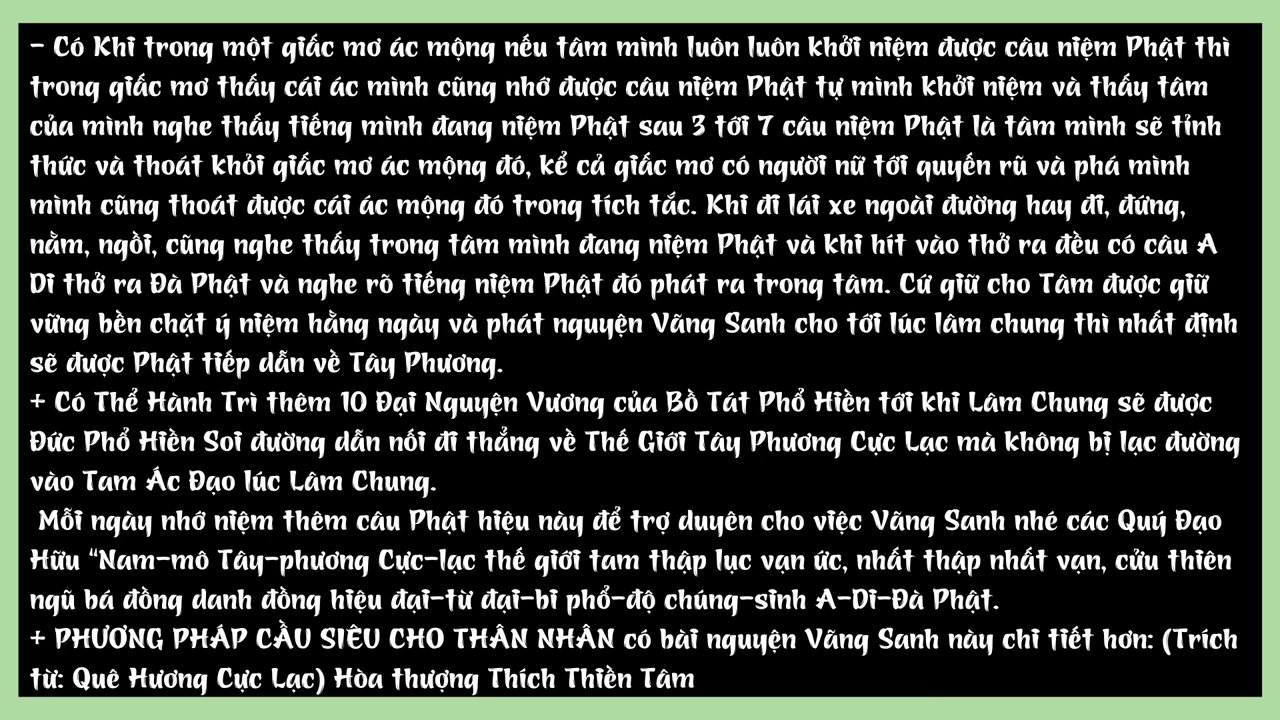 - Có Khi trong một giấc mơ ác mộng nếu tâm mình luôn luôn khởi niệm được câu niệm Phật thì
trong giấc mơ thấy cái ác mình cũng nhớ được câu niệm Phật tự mình khởi niệm và thấy tâm
của mình nghe thấy tiếng mình đang niệm Phật sau 3 tới 7 câu niệm Phật là tâm mình sẽ tỉnh
thức và thoát khỏi giấc mơ ác mộng đó, kể cả giấc mơ có người nữ tới quyến rũ và phá mình
mình cũng thoát được cái ác mộng đó trong tích tắc. Khi đi lái xe ngoài đường hay đi, đứng,
nằm, ngồi, cũng nghe thấy trong tâm mình đang niệm Phật và khi hít vào thở ra đều có câu A
Di thở ra Đà Phật và nghe rõ tiếng niệm Phật đó phát ra trong tâm. Cứ giữ cho Tâm được giữ
vững bền chặt ý niệm hằng ngày và phát nguyện Vãng Sanh cho tới lúc lâm chung thì nhất định
sẽ được Phật tiếp dẫn về Tây Phương.
+ Có Thể Hành Trì thêm 10 Đại Nguyện Vương của Bồ Tát Phổ Hiền tới khi Lâm Chung sẽ được
Đức Phổ Hiền Soi đường dẫn nối đi thẳng về Thế Giới Tây Phương Cực Lạc mà không bị lạc đường
vào Tam Ác Đạo lúc Lâm Chung.
Mỗi ngày nhớ niệm thêm câu Phật hiệu này để trợ duyên cho việc Vãng Sanh nhé các Quý Đạo
Hữu "Nam-mô Tây-phương Cực-lạc thế giới tam thập lục vạn ức, nhất thập nhất vạn, cửu thiên
ngũ bá đồng danh đồng hiệu đại-từ đại-bi phổ-độ chúng-sinh A-Di-Đà Phật.
+ PHƯƠNG PHÁP CẦU SIÊU CHO THÂN NHÂN có bài nguyện Vãng Sanh này chi tiết hơn: (Trích
từ: Quê Hương Cực Lạc) Hòa thượng Thích Thiền Tâm